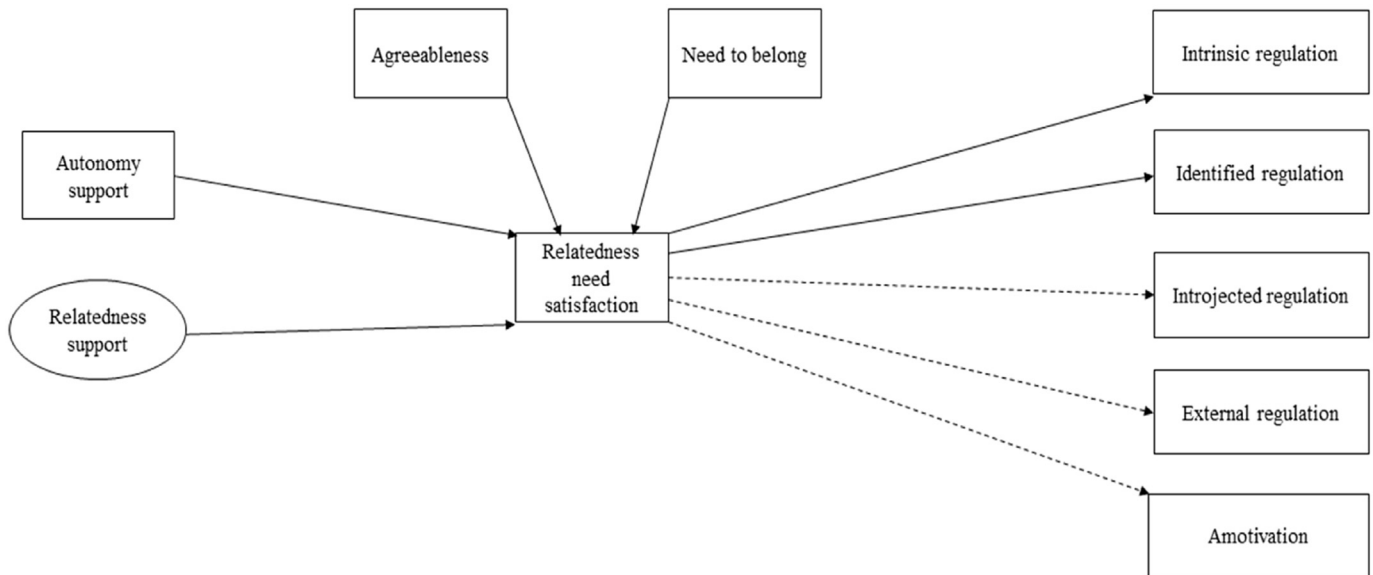 Agreeableness
Need to belong
Intrinsic regulation
Autonomy
support
Identified regulation
Relatedness
need
satisfaction
Relatedness
support
Introjected regulation
External regulation
Amotivation